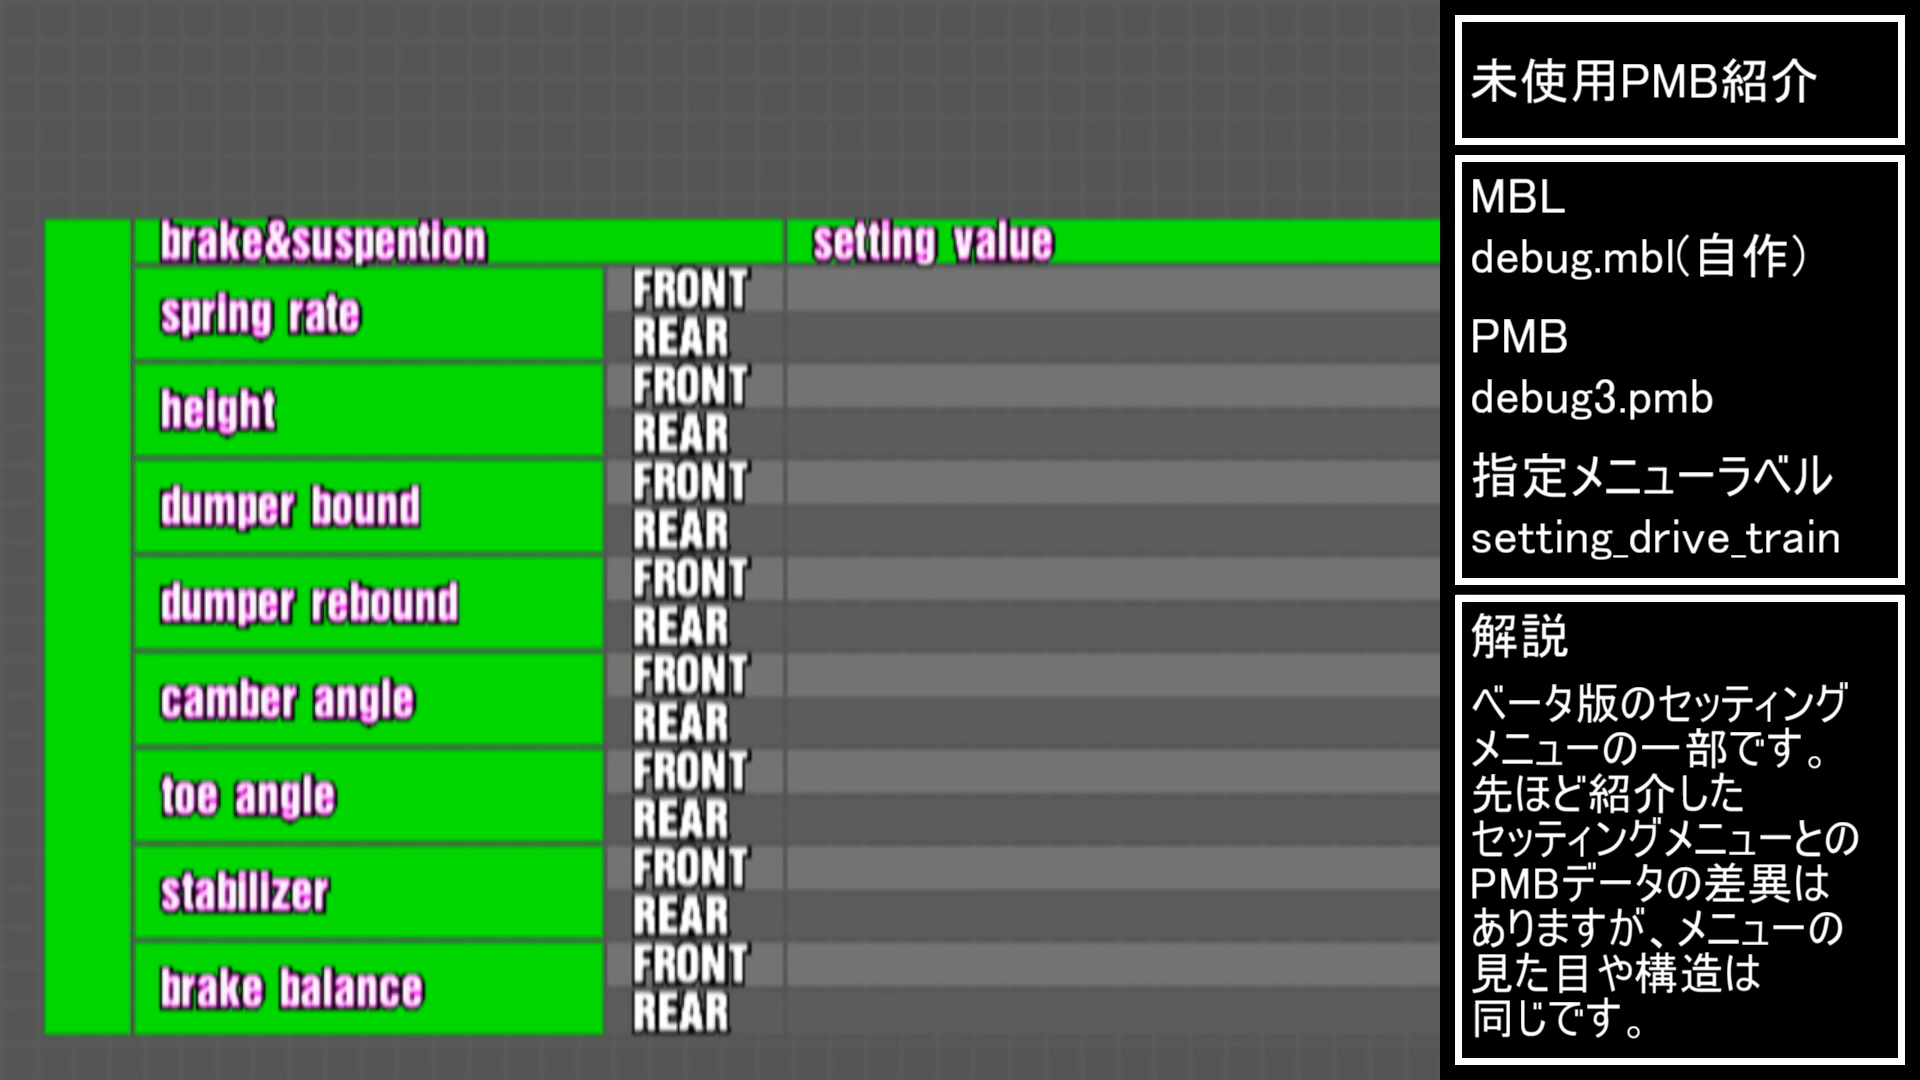 brake&suspention setting value
spring rate FRONT
REAR
height FRONT
REAR
dumper bound FRONT
REAR
dumper rebound FRONT
REAR
camber angle FRONT
REAR
toe angle FRONT
REAR
stabilizer FRONT
REAR
brake balance FRONT
REAR
未使用PMB紹介
MBL
debug.mbl(自作)
PMB
debug3.pmb
指定メニューラベル
setting_drive_train
解説
ベータ版のセッティング
メニューの一部です。
先ほど紹介した
セッティングメニューとの
PMBデータの差異は
ありますが、メニューの
見た目や構造は
同じです。